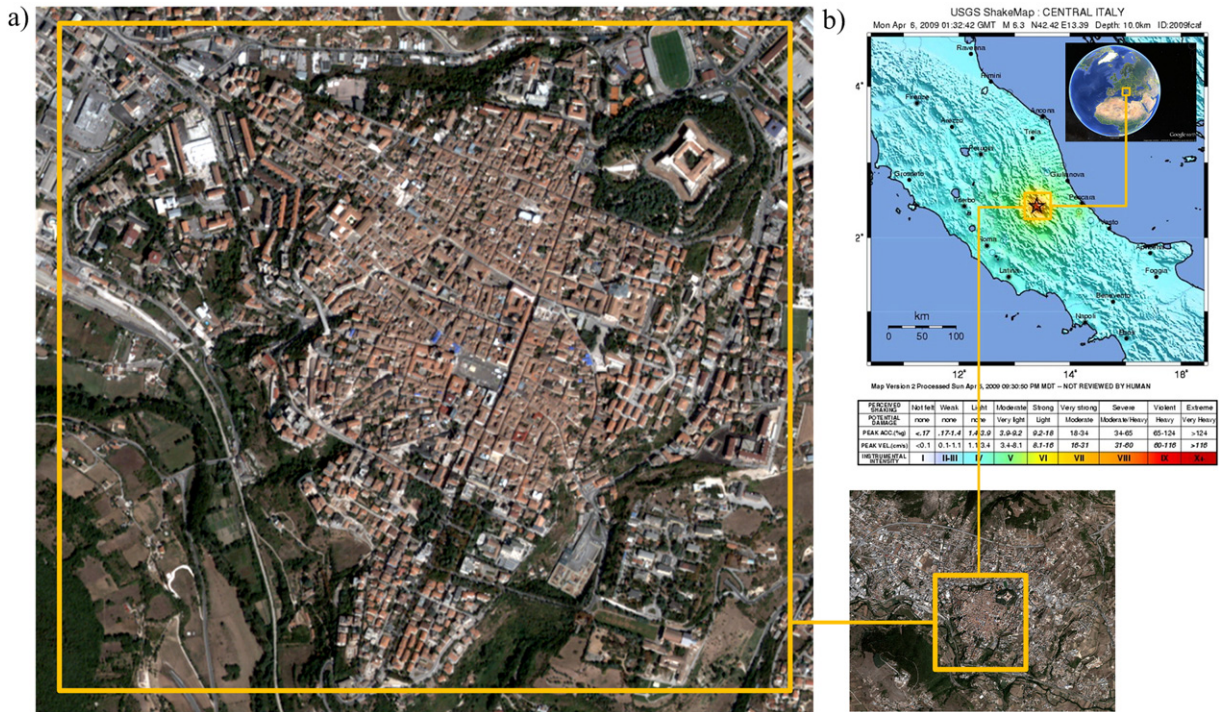 a)
b)
USGS ShakeMap : CENTRAL ITALY
Mon Apr 6, 2009 01:32:42 GMT M 6.3 N42.42 E13.39 Depth: 10.0km ID:2009fcaf
Ravenna
Rimini
Firenze
Ancona
Arezzo
Trieia
Perugia
Grosseto
Giulianova
Viterbo
Pescara
Vasto
Roma
Latina
Foggia
Benevento
Napoli
4°
2°
km
0 50 100
12° 14° 16°
Google earth
Map Version 2 Processed Sun Apr 5, 2009 09:30:50 PM MDT -- NOT REVIEWED BY HUMAN
PERCEIVED SHAKING Not felt Weak Light Moderate Strong Very strong Severe Violent Extreme
POTENTIAL DAMAGE none none none Very light Light Moderate Moderate/Heavy Heavy Very Heavy
PEAK ACC.(%g) <.17 .17-1.4 1.4-3.9 3.9-9.2 9.2-18 18-34 34-65 65-124 >124
PEAK VEL.(cm/s) <0.1 0.1-1.1 1.1-3.4 3.4-8.1 8.1-16 16-31 31-60 60-116 >116
INSTRUMENTAL INTENSITY I II-III IV V VI VII VIII IX X+